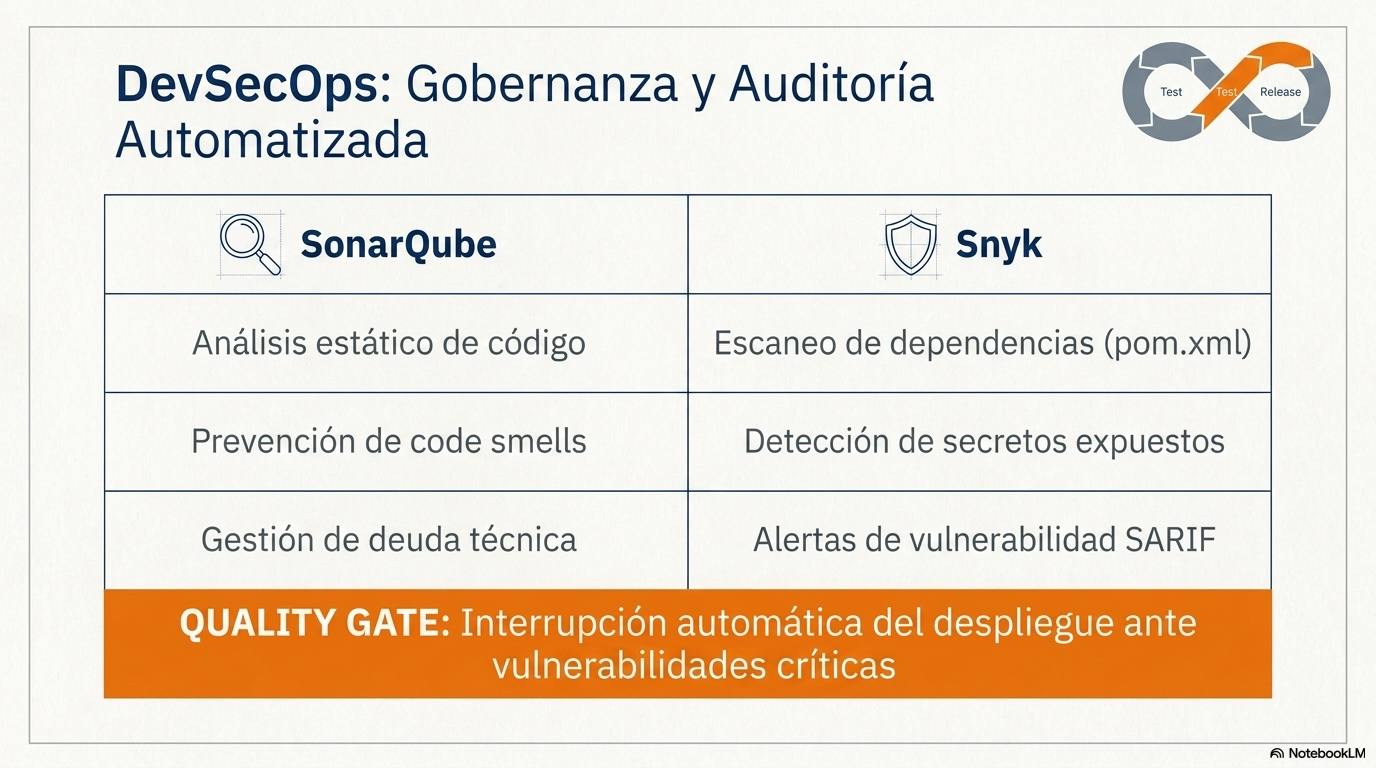 DevSecOps: Gobernanza y Auditoría
Automatizada
Test
Test
Release
SonarQube
Snyk
Análisis estático de código
Escaneo de dependencias (pom.xml)
Prevención de code smells
Detección de secretos expuestos
Gestión de deuda técnica
Alertas de vulnerabilidad SARIF
QUALITY GATE: Interrupción automática del despliegue ante
vulnerabilidades críticas
NotebookLM